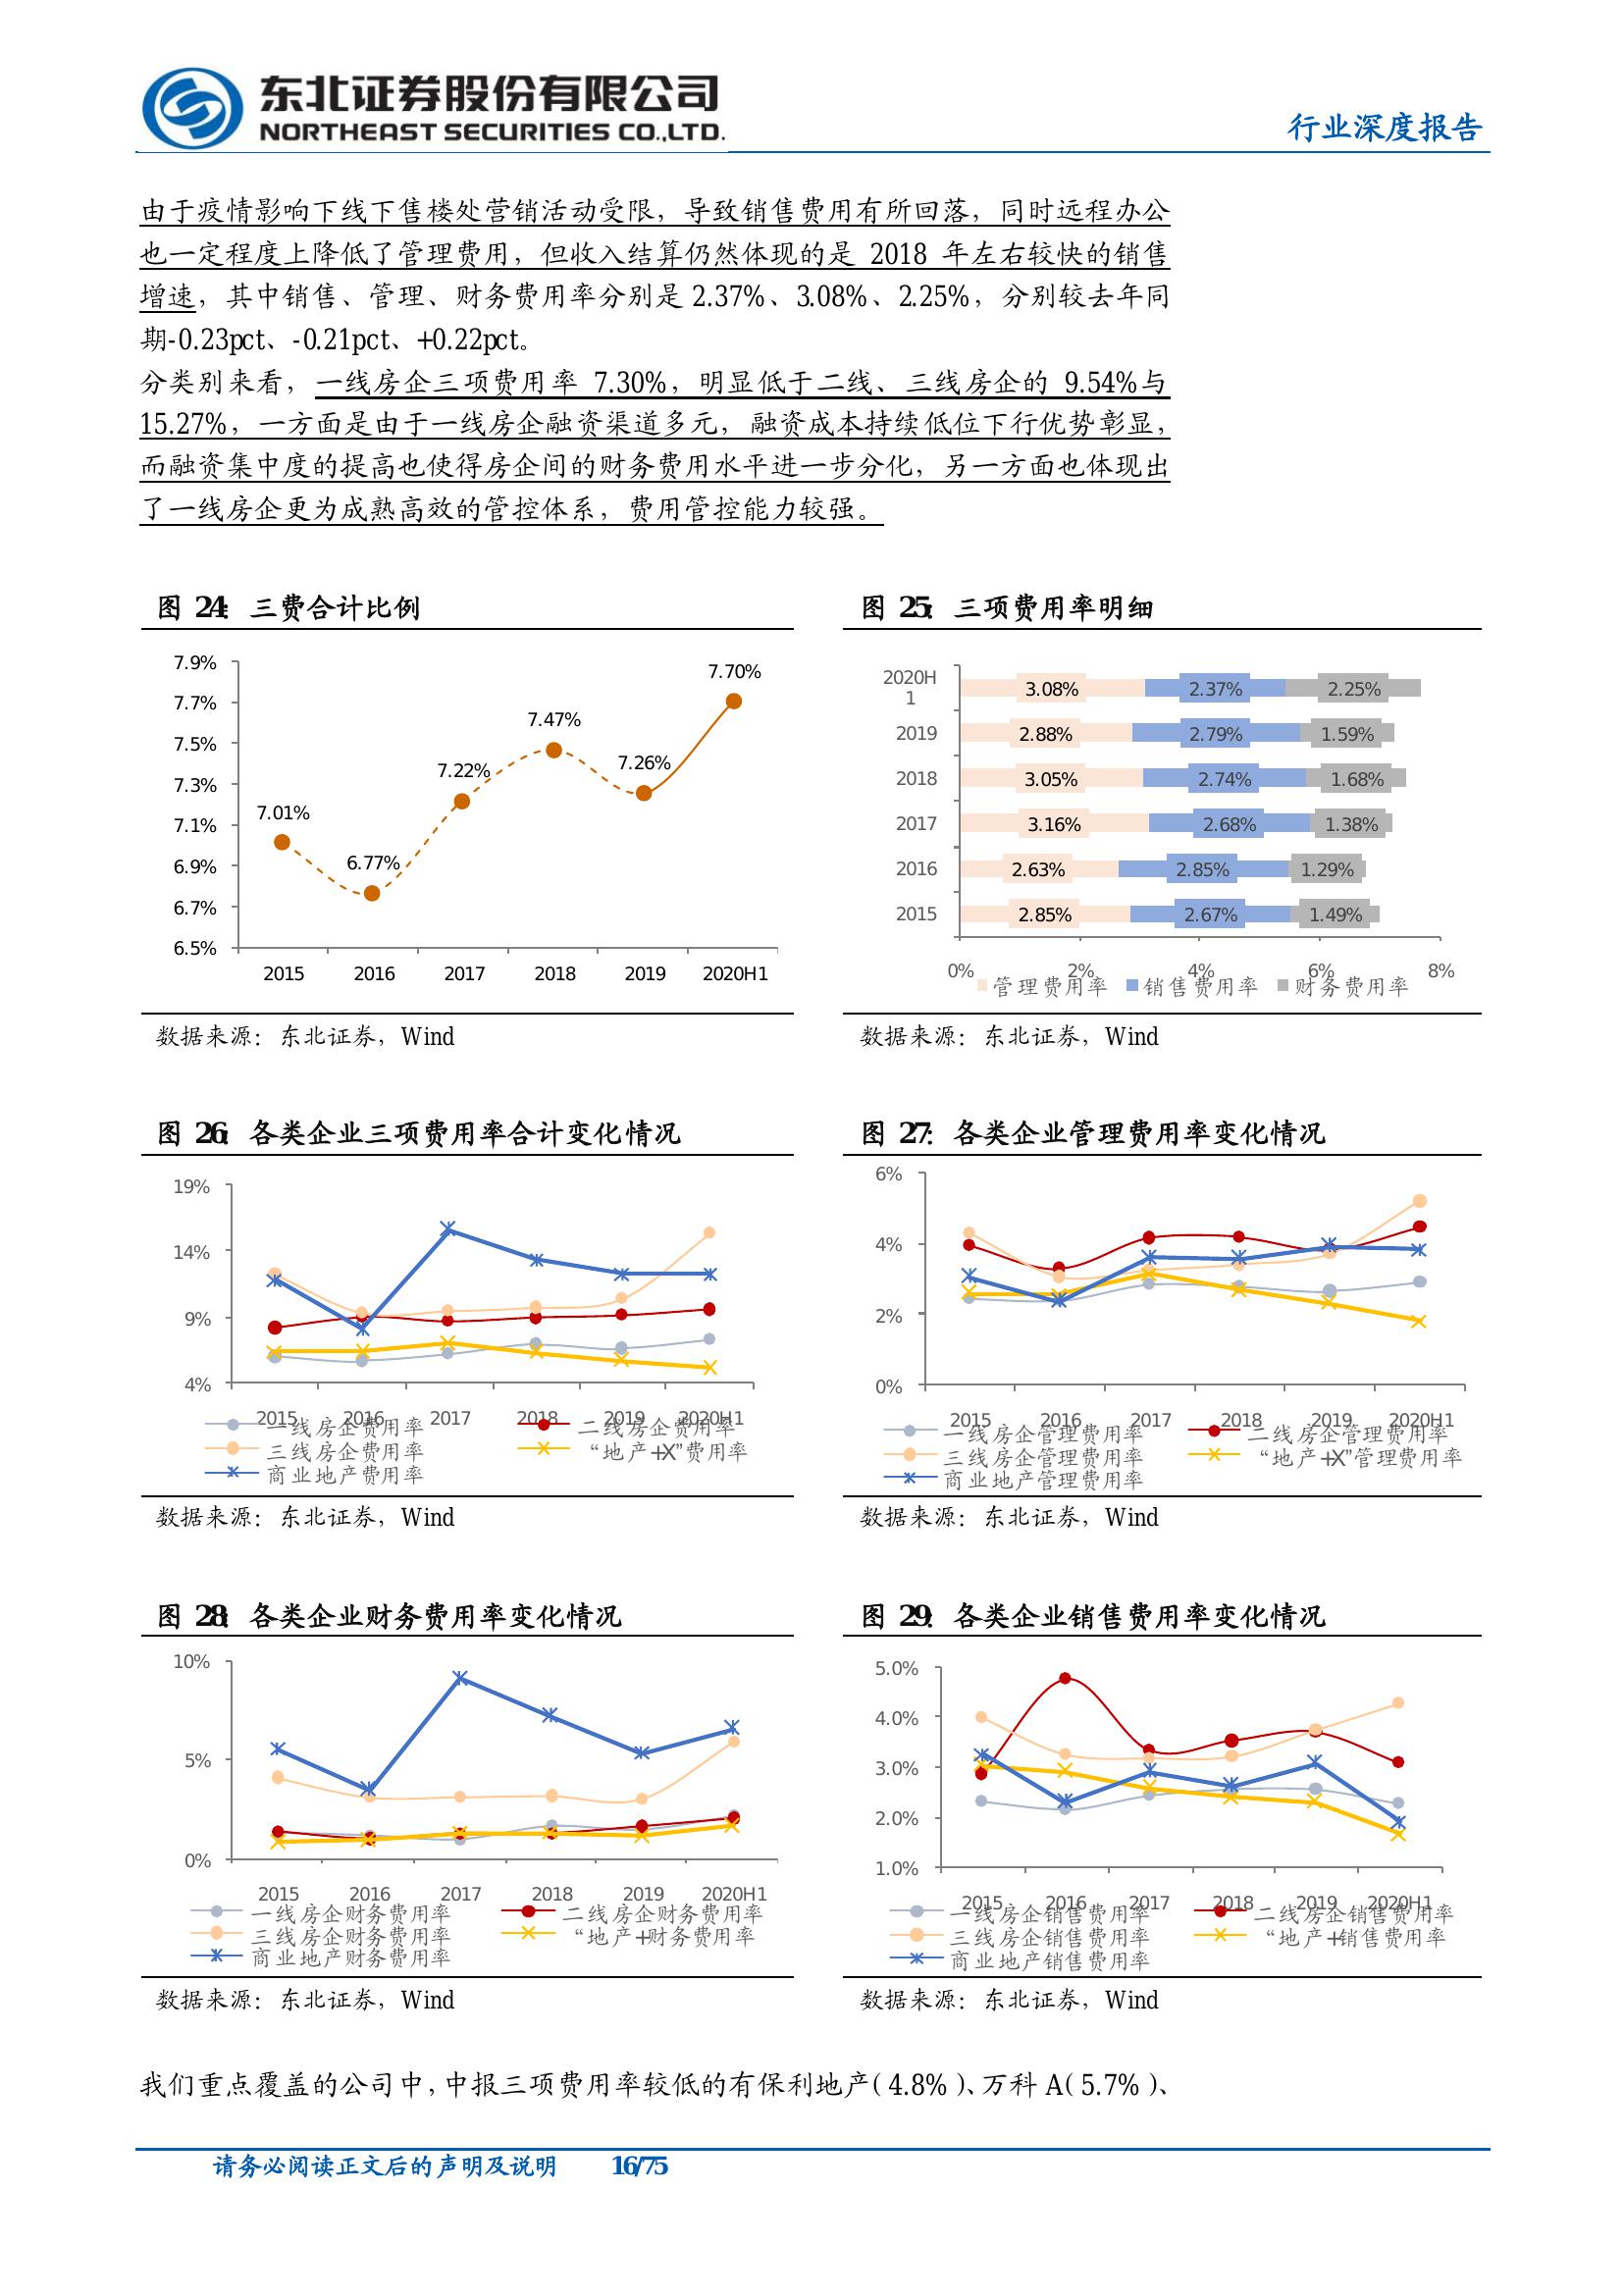 东北证券股份有限公司
NORTHEAST SECURITIES CO.,LTD.
行业深度报告
由于疫情影响下线下售楼处营销活动受限，导致销售费用有所回落，同时远程办公
也一定程度上降低了管理费用，但收入结算仍然体现的是 2018 年左右较快的销售
增速，其中销售、管理、财务费用率分别是 2.37%、3.08%、2.25%，分别较去年同
期-0.23pct、-0.21pct、+0.22pct。
分类别来看，一线房企三项费用率 7.30%，明显低于二线、三线房企的 9.54%与
15.27%，一方面是由于一线房企融资渠道多元，融资成本持续低位下行优势彰显，
而融资集中度的提高也使得房企间的财务费用水平进一步分化，另一方面也体现出
了一线房企更为成熟高效的管控体系，费用管控能力较强。
图 24：三费合计比例
7.9%
7.7%
7.5%
7.3%
7.1%
6.9%
6.7%
6.5%
7.01%
6.77%
7.22%
7.47%
7.26%
7.70%
2015 2016 2017 2018 2019 2020H1
数据来源：东北证券，Wind
图 25：三项费用率明细
2020H1 3.08% 2.37% 2.25%
2019 2.88% 2.79% 1.59%
2018 3.05% 2.74% 1.68%
2017 3.16% 2.68% 1.38%
2016 2.63% 2.85% 1.29%
2015 2.85% 2.67% 1.49%
0% 2% 4% 6% 8%
管理费用率 销售费用率 财务费用率
数据来源：东北证券，Wind
图 26：各类企业三项费用率合计变化情况
19%
14%
9%
4%
2015 2016 2017 2018 2019 2020H1
一线房企费用率 二线房企费用率
三线房企费用率 “地产+X”费用率
商业地产费用率
数据来源：东北证券，Wind
图 27：各类企业管理费用率变化情况
6%
4%
2%
0%
2015 2016 2017 2018 2019 2020H1
一线房企管理费用率 二线房企管理费用率
三线房企管理费用率 “地产+X”管理费用率
商业地产管理费用率
数据来源：东北证券，Wind
图 28：各类企业财务费用率变化情况
10%
5%
0%
2015 2016 2017 2018 2019 2020H1
一线房企财务费用率 二线房企财务费用率
三线房企财务费用率 “地产+财务费用率
商业地产财务费用率
数据来源：东北证券，Wind
图 29：各类企业销售费用率变化情况
5.0%
4.0%
3.0%
2.0%
1.0%
2015 2016 2017 2018 2019 2020H1
一线房企销售费用率 二线房企销售费用率
三线房企销售费用率 “地产+销售费用率
商业地产销售费用率
数据来源：东北证券，Wind
我们重点覆盖的公司中，中报三项费用率较低的有保利地产（4.8%）、万科 A（5.7%）、
请务必阅读正文后的声明及说明 16/75